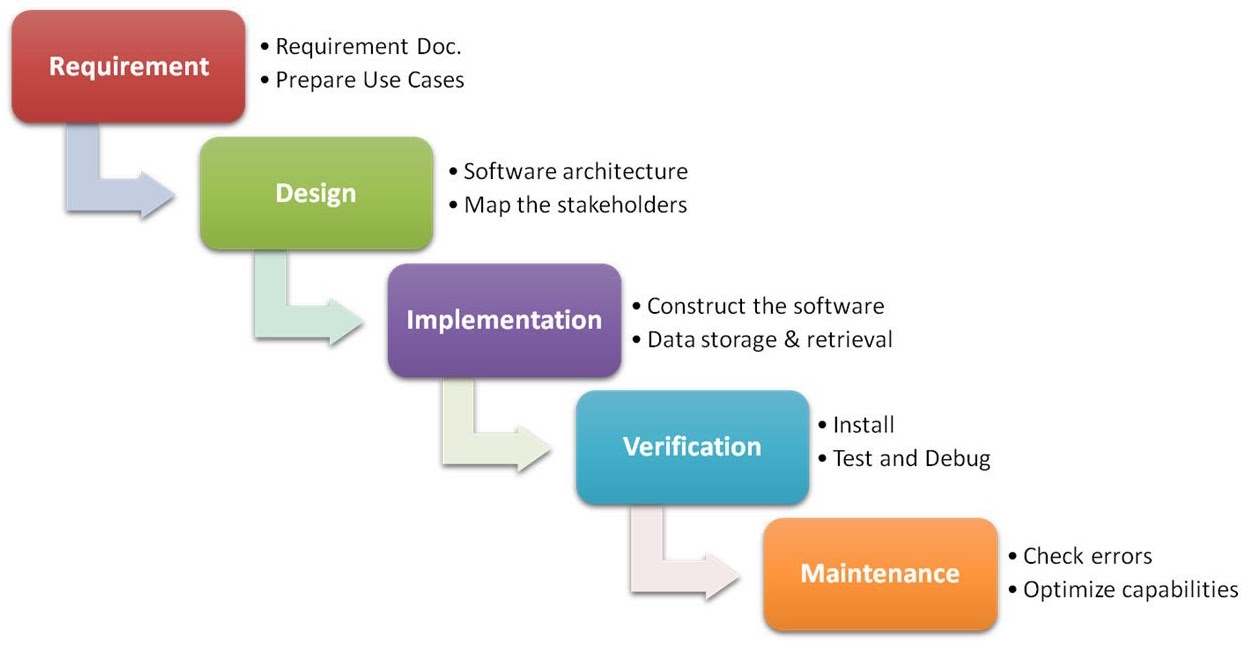 Requirement
• Requirement Doc.
• Prepare Use Cases
Design
• Software architecture
• Map the stakeholders
Implementation
• Construct the software
• Data storage & retrieval
Verification
• Install
• Test and Debug
Maintenance
• Check errors
• Optimize capabilities